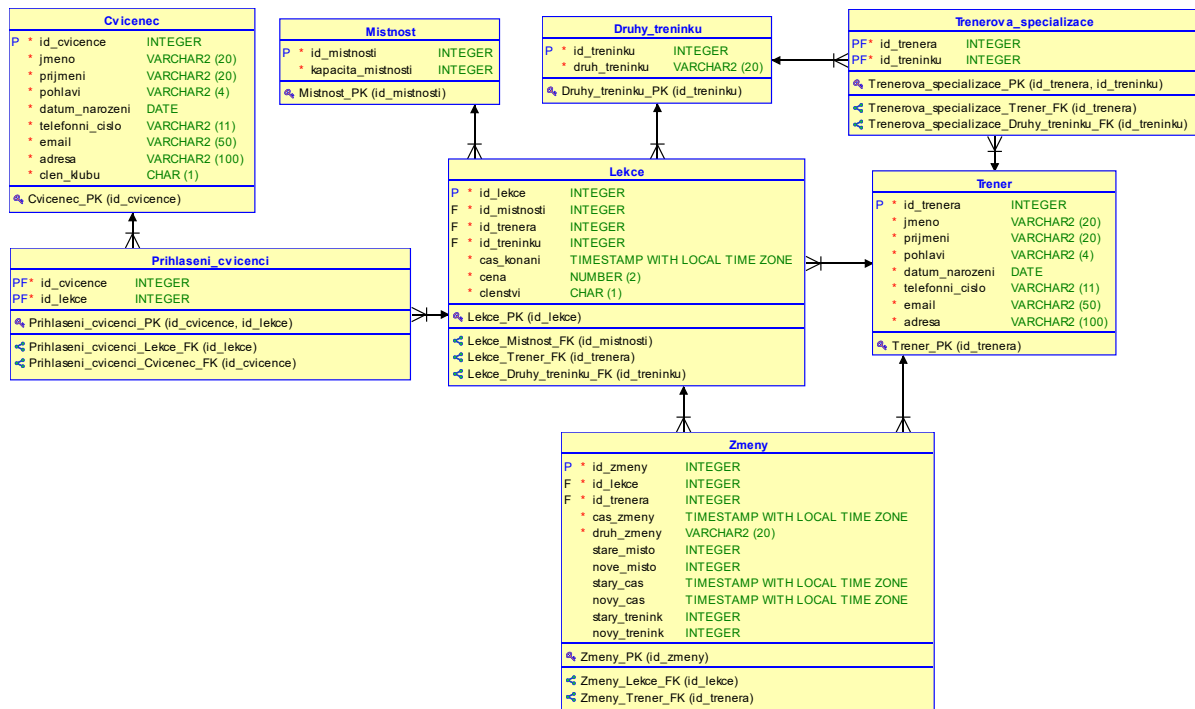 Cvicenec
P * id_cvicence INTEGER
* jmeno VARCHAR2 (20)
* prijmeni VARCHAR2 (20)
* pohlavi VARCHAR2 (4)
* datum_narozeni DATE
* telefonni_cislo VARCHAR2 (11)
* email VARCHAR2 (50)
* adresa VARCHAR2 (100)
* clen_klubu CHAR (1)
Cvicenec_PK (id_cvicence)
Mistnost
P * id_mistnosti INTEGER
* kapacita_mistnosti INTEGER
Mistnost_PK (id_mistnosti)
Druhy_treninku
P * id_treninku INTEGER
* druh_treninku VARCHAR2 (20)
Druhy_treninku_PK (id_treninku)
Trenerova_specializace
PF* id_trenera INTEGER
PF* id_treninku INTEGER
Trenerova_specializace_PK (id_trenera, id_treninku)
Trenerova_specializace_Trener_FK (id_trenera)
Trenerova_specializace_Druhy_treninku_FK (id_treninku)
Lekce
P * id_lekce INTEGER
F * id_mistnosti INTEGER
F * id_trenera INTEGER
F * id_treninku INTEGER
* cas_konani TIMESTAMP WITH LOCAL TIME ZONE
* cena NUMBER (2)
* clenstvi CHAR (1)
Lekce_PK (id_lekce)
Lekce_Mistnost_FK (id_mistnosti)
Lekce_Trener_FK (id_trenera)
Lekce_Druhy_treninku_FK (id_treninku)
Trener
P * id_trenera INTEGER
* jmeno VARCHAR2 (20)
* prijmeni VARCHAR2 (20)
* pohlavi VARCHAR2 (4)
* datum_narozeni DATE
* telefonni_cislo VARCHAR2 (11)
* email VARCHAR2 (50)
* adresa VARCHAR2 (100)
Trener_PK (id_trenera)
Prihlaseni_cvicenci
PF* id_cvicence INTEGER
PF* id_lekce INTEGER
Prihlaseni_cvicenci_PK (id_cvicence, id_lekce)
Prihlaseni_cvicenci_Lekce_FK (id_lekce)
Prihlaseni_cvicenci_Cvicenec_FK (id_cvicence)
Zmeny
P * id_zmeny INTEGER
F * id_lekce INTEGER
F * id_trenera INTEGER
* cas_zmeny TIMESTAMP WITH LOCAL TIME ZONE
* druh_zmeny VARCHAR2 (20)
stare_misto INTEGER
nove_misto INTEGER
stary_cas TIMESTAMP WITH LOCAL TIME ZONE
novy_cas TIMESTAMP WITH LOCAL TIME ZONE
stary_trenink INTEGER
novy_trenink INTEGER
Zmeny_PK (id_zmeny)
Zmeny_Lekce_FK (id_lekce)
Zmeny_Trener_FK (id_trenera)